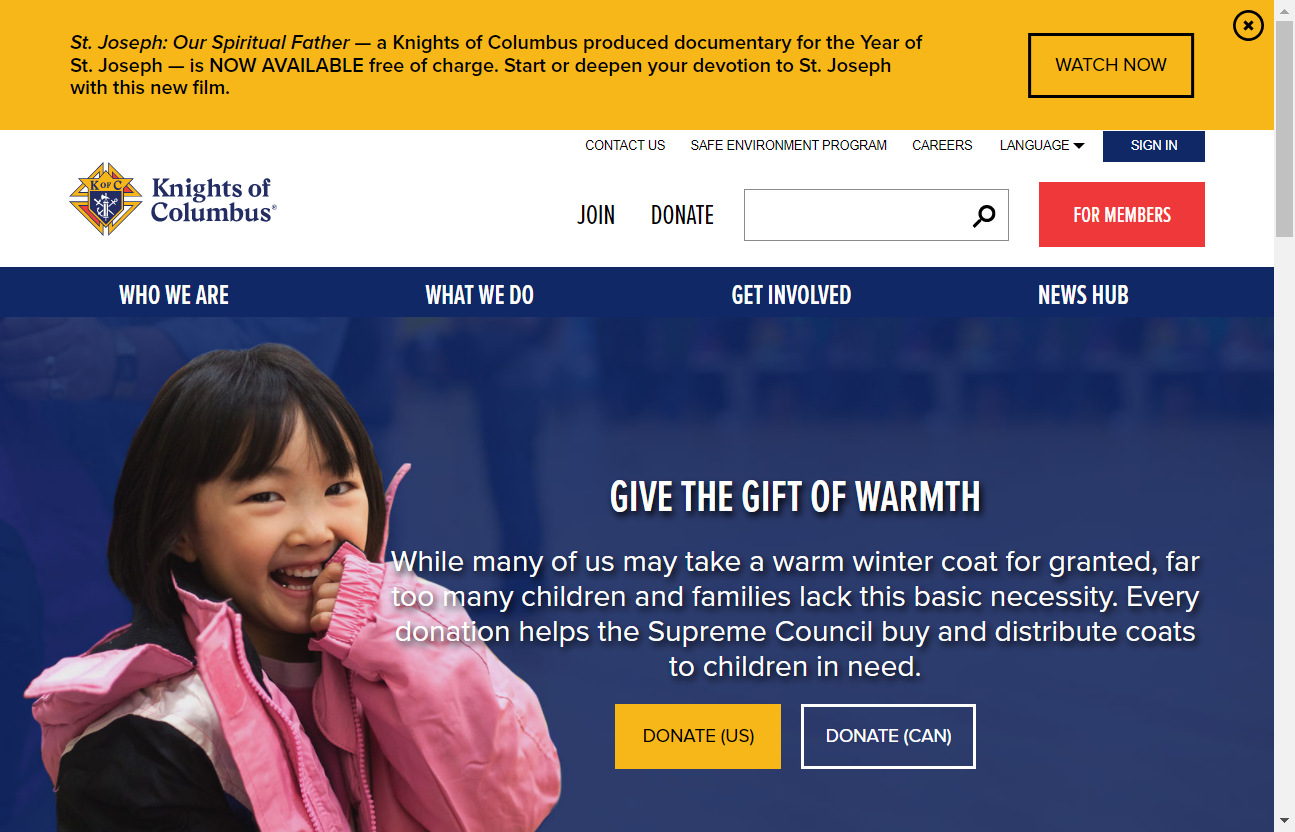 St. Joseph: Our Spiritual Father — a Knights of Columbus produced documentary for the Year of
St. Joseph — is NOW AVAILABLE free of charge. Start or deepen your devotion to St. Joseph
with this new film.
WATCH NOW
CONTACT US
SAFE ENVIRONMENT PROGRAM
CAREERS
LANGUAGE
SIGN IN
K OF C
Knights of
Columbus®
JOIN
DONATE
FOR MEMBERS
WHO WE ARE
WHAT WE DO
GET INVOLVED
NEWS HUB
GIVE THE GIFT OF WARMTH
While many of us may take a warm winter coat for granted, far
too many children and families lack this basic necessity. Every
donation helps the Supreme Council buy and distribute coats
to children in need.
DONATE (US)
DONATE (CAN)